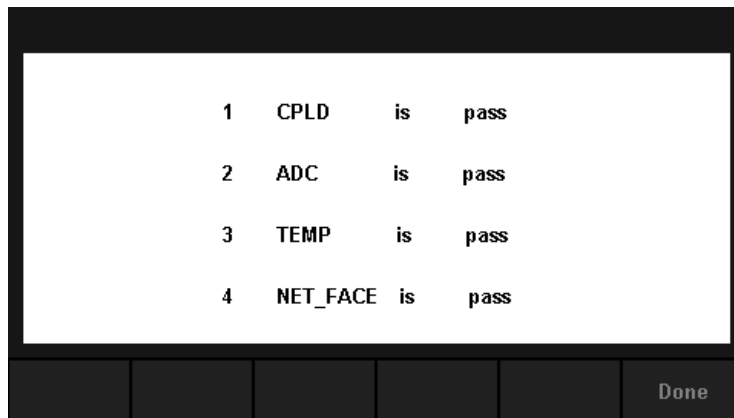 1 CPLD is pass
2 ADC is pass
3 TEMP is pass
4 NET_FACE is pass
Done